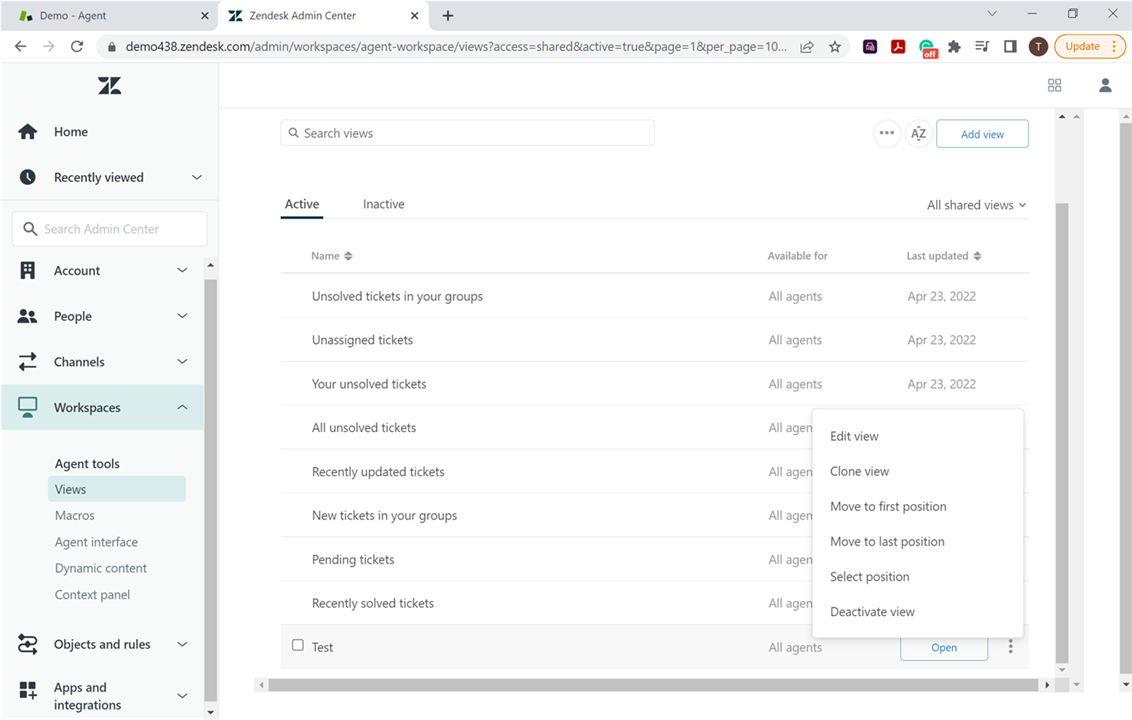 Demo - Agent
Zendesk Admin Center
demo438.zendesk.com/admin/workspaces/agent-workspace/views?access=shared&active=true&page=1&per_page=10...
off
T
Update
Home
Recently viewed
Search Admin Center
Account
People
Channels
Workspaces
Agent tools
Views
Macros
Agent interface
Dynamic content
Context panel
Objects and rules
Apps and
integrations
Search views
AZ
Add view
Active
Inactive
All shared views
Name
Available for
Last updated
Unsolved tickets in your groups
All agents
Apr 23, 2022
Unassigned tickets
All agents
Apr 23, 2022
Your unsolved tickets
All agents
Apr 23, 2022
All unsolved tickets
All agen
Recently updated tickets
All agen
New tickets in your groups
All agen
Pending tickets
All agen
Recently solved tickets
All agen
Test
All agents
Open
Edit view
Clone view
Move to first position
Move to last position
Select position
Deactivate view